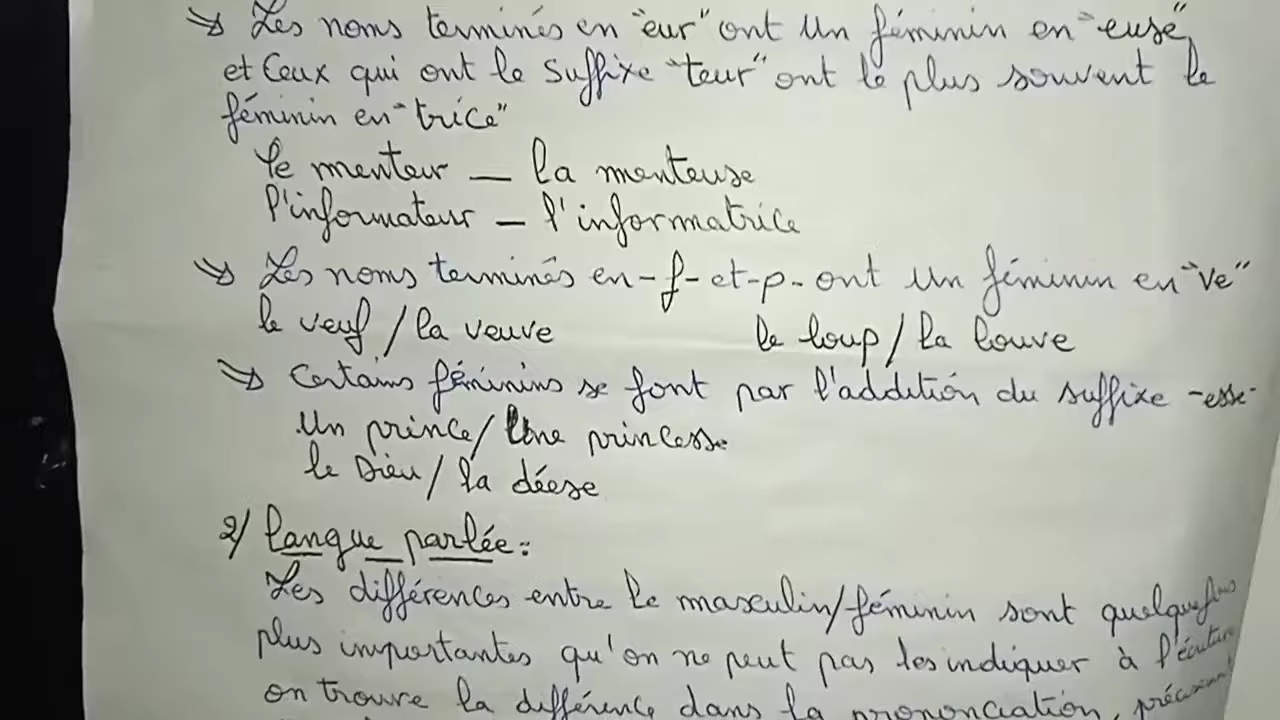 ⇒ Les noms terminés en "eur" ont un féminin en "euse",
et Ceux qui ont le Suffixe "teur" ont le plus souvent le
féminin en "trice"
le menteur — la menteuse
l'informateur — l'informatrice
⇒ Les noms terminés en - f - et - p - ont un féminin en "ve"
le veuf / la veuve le loup / la louve
⇒ Certains féminins se font par l'addition du suffixe -esse-
Un prince / Une princesse
le Dieu / la déese
2/ langue parlée :
Les différences entre le masculin/féminin sont quelquefois
plus importantes qu'on ne peut pas les indiquer à l'écriture
on trouve la différence dans la prononciation,